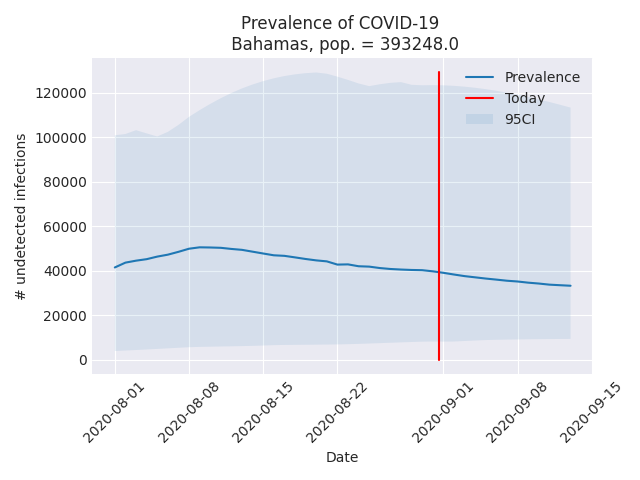 Prevalence of COVID-19
Bahamas, pop. = 393248.0
Prevalence
Today
95CI
# undetected infections
120000
100000
80000
60000
40000
20000
0
2020-08-01
2020-08-08
2020-08-15
2020-08-22
2020-09-01
2020-09-08
2020-09-15
Date